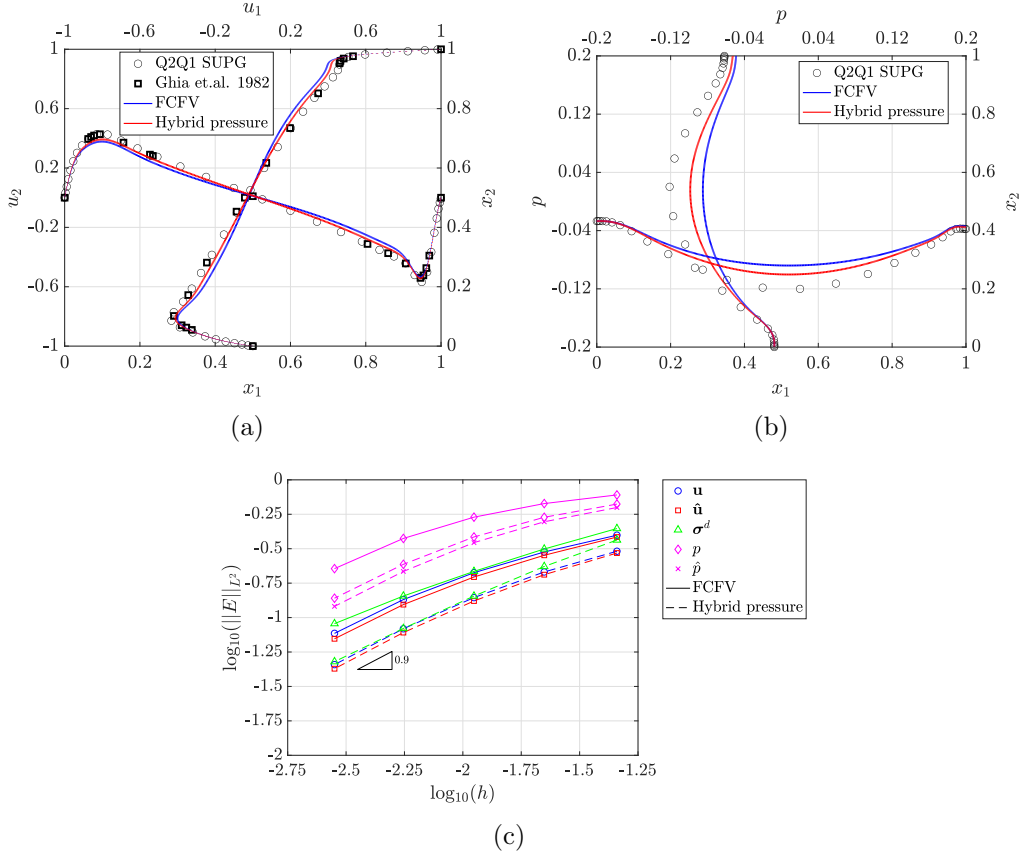 u₁
-1 -0.6 -0.2 0.2 0.6 1
1 0.6 0.2 -0.2 -0.6 -1
u₂
1 0.8 0.6 0.4 0.2 0
x₂
0 0.2 0.4 0.6 0.8 1
x₁
Q2Q1 SUPG
Ghia et.al. 1982
FCFV
Hybrid pressure
(a)
p
-0.2 -0.12 -0.04 0.04 0.12 0.2
0.2 0.12 0.04 -0.04 -0.12 -0.2
p
1 0.8 0.6 0.4 0.2 0
x₂
0 0.2 0.4 0.6 0.8 1
x₁
Q2Q1 SUPG
FCFV
Hybrid pressure
(b)
0 -0.25 -0.5 -0.75 -1 -1.25 -1.5 -1.75 -2
log₁₀(||E||_{L²})
-2.75 -2.5 -2.25 -2 -1.75 -1.5 -1.25
log₁₀(h)
0.9
u
û
σᵈ
p
p̂
FCFV
Hybrid pressure
(c)